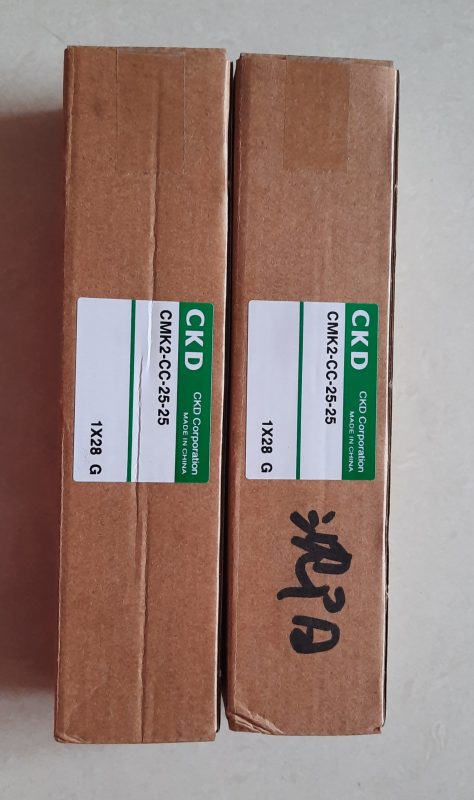 CKD
CKD Corporation
MADE IN CHINA
CMK2-CC-25-25
1X28 G
CKD
CKD Corporation
MADE IN CHINA
CMK2-CC-25-25
1X28 G